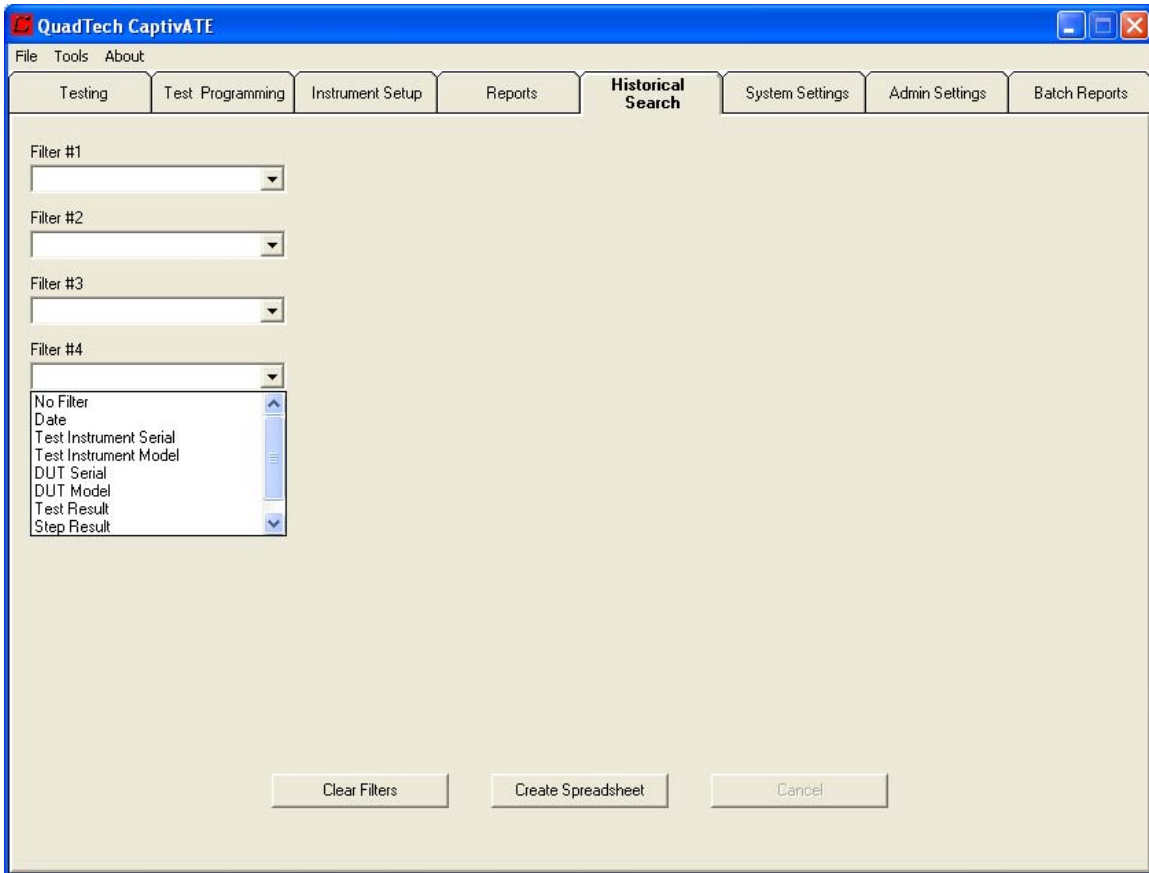 QuadTech CaptivATE
File Tools About
Testing
Test Programming
Instrument Setup
Reports
Historical
Search
System Settings
Admin Settings
Batch Reports
Filter #1
Filter #2
Filter #3
Filter #4
No Filter
Date
Test Instrument Serial
Test Instrument Model
DUT Serial
DUT Model
Test Result
Step Result
Clear Filters
Create Spreadsheet
Cancel